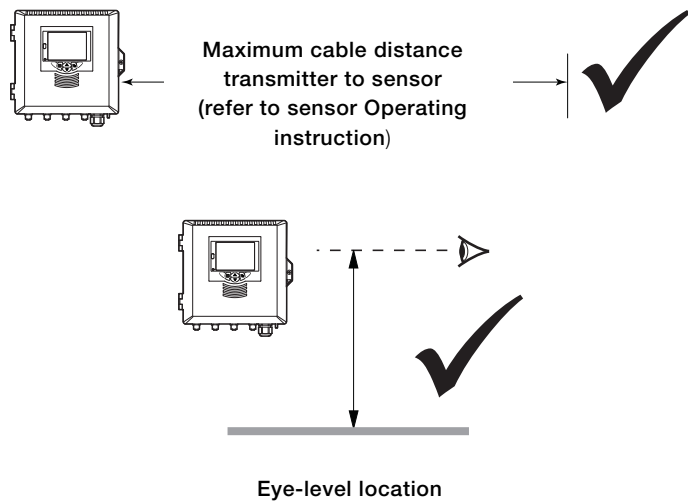 Maximum cable distance
transmitter to sensor
(refer to sensor Operating
instruction)
Eye-level location